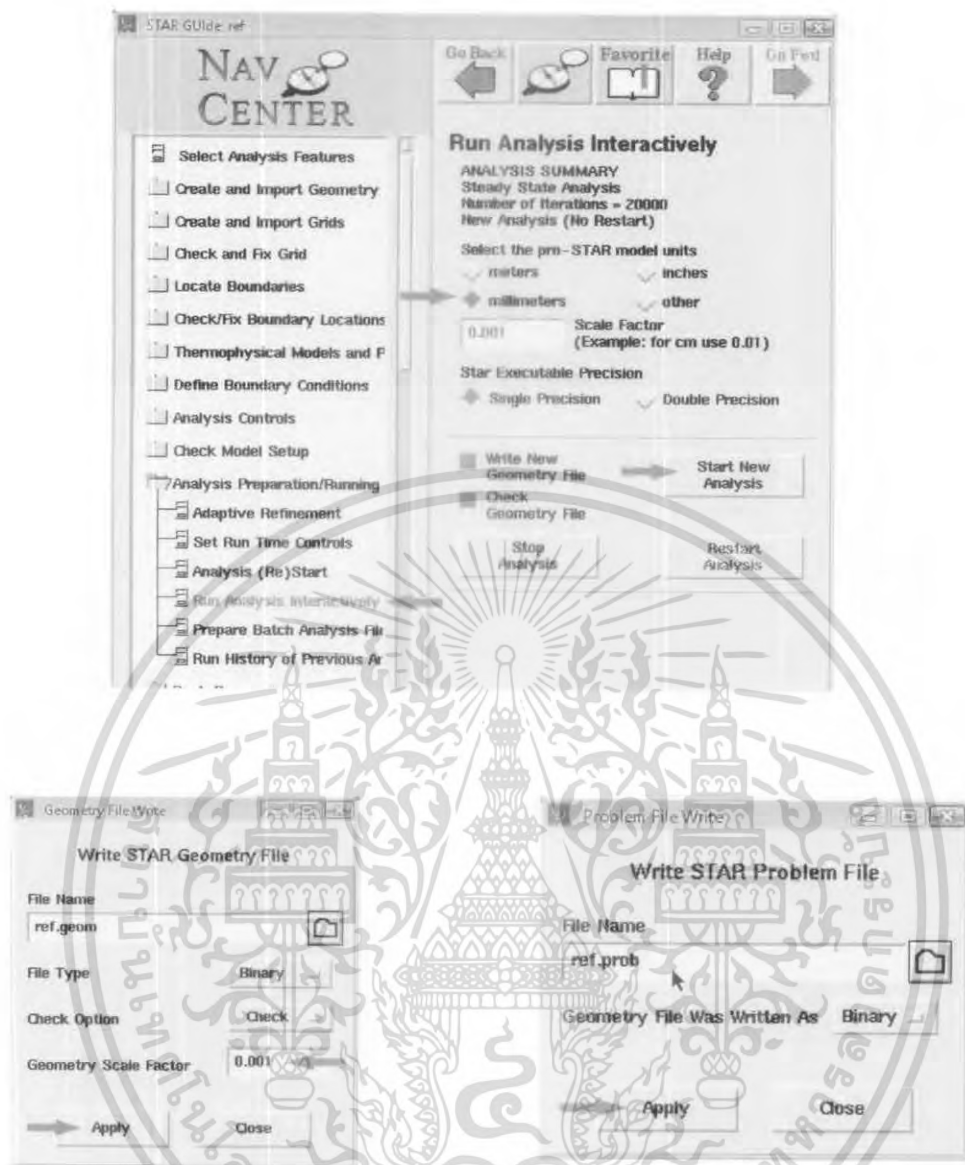 STAR GUIde: ref
NAV
CENTER
Select Analysis Features
Create and Import Geometry
Create and Import Grids
Check and Fix Grid
Locate Boundaries
Check/Fix Boundary Locations
Thermophysical Models and P
Define Boundary Conditions
Analysis Controls
Check Model Setup
Analysis Preparation/Running
Adaptive Refinement
Set Run Time Controls
Analysis (Re)Start
Run Analysis Interactively
Prepare Batch Analysis File
Run History of Previous An
Go Back
Favorite
Help
Go Fwd
Run Analysis Interactively
ANALYSIS SUMMARY
Steady State Analysis
Number of Iterations = 20000
New Analysis (No Restart)
Select the pro-STAR model units
meters inches
millimeters other
0.001 Scale Factor
(Example: for cm use 0.01)
Star Executable Precision
Single Precision Double Precision
Write New
Geometry File
Start New
Analysis
Check
Geometry File
Stop
Analysis
Restart
Analysis
Geometry File Write
Write STAR Geometry File
File Name
ref.geom
File Type Binary
Check Option Check
Geometry Scale Factor 0.001
Apply Close
Problem File Write
Write STAR Problem File
File Name
ref.prob
Geometry File Was Written As Binary
Apply Close